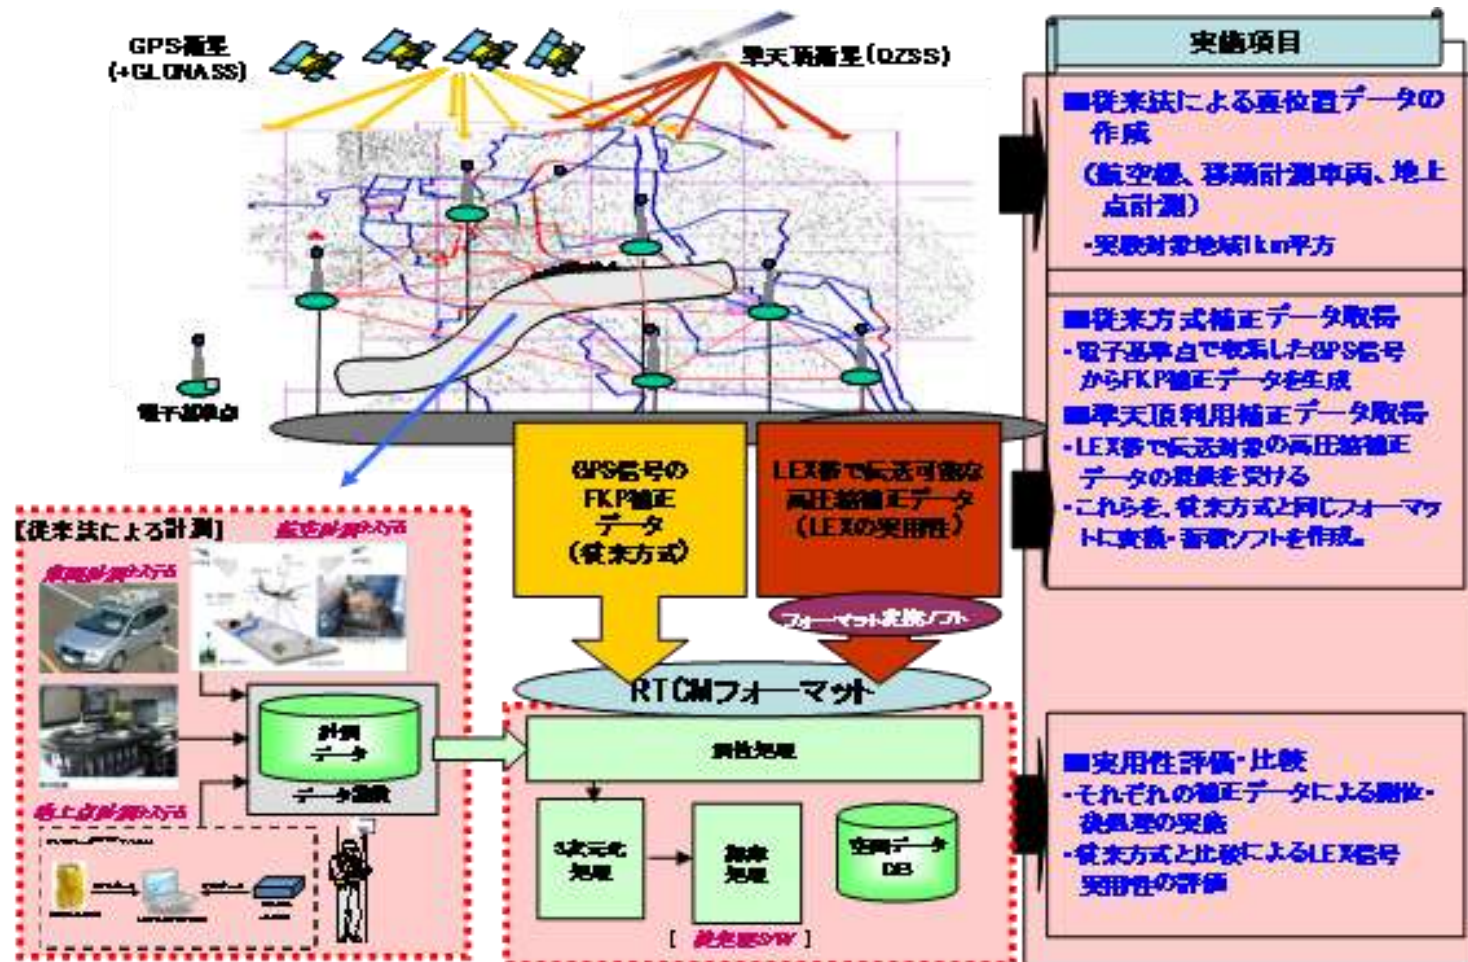 GPS衛星
(+GLONASS)
準天頂衛星(QZSS)
電子基準点
GPS信号の
FKP補正
データ
(従来方式)
LEX帯で伝送可能な
高圧縮補正データ
(LEXの実用性)
フォーマット変換ソフト
RTCMフォーマット
[従来法による計測]
航空計測システム
車両計測システム
計測
データ
地上点計測システム
3次元化
処理
処理
空間データ
DB
[後処理S/W]
実施項目
■従来法による真位置データの
作成
(航空機、移動計測車両、地上
点計測)
・実験対象地域1km平方
■従来方式補正データ取得
・電子基準点で収集したGPS信号
からFKP補正データを生成
■準天頂利用補正データ取得
・LEX帯で伝送対象の高圧縮補正
データの提供を受ける
・これらを、従来方式と同じフォーマッ
トに変換・蓄積ソフトを作成。
■実用性評価・比較
・それぞれの補正データによる測位・
後処理の実施
・従来方式と比較によるLEX信号
実用性の評価